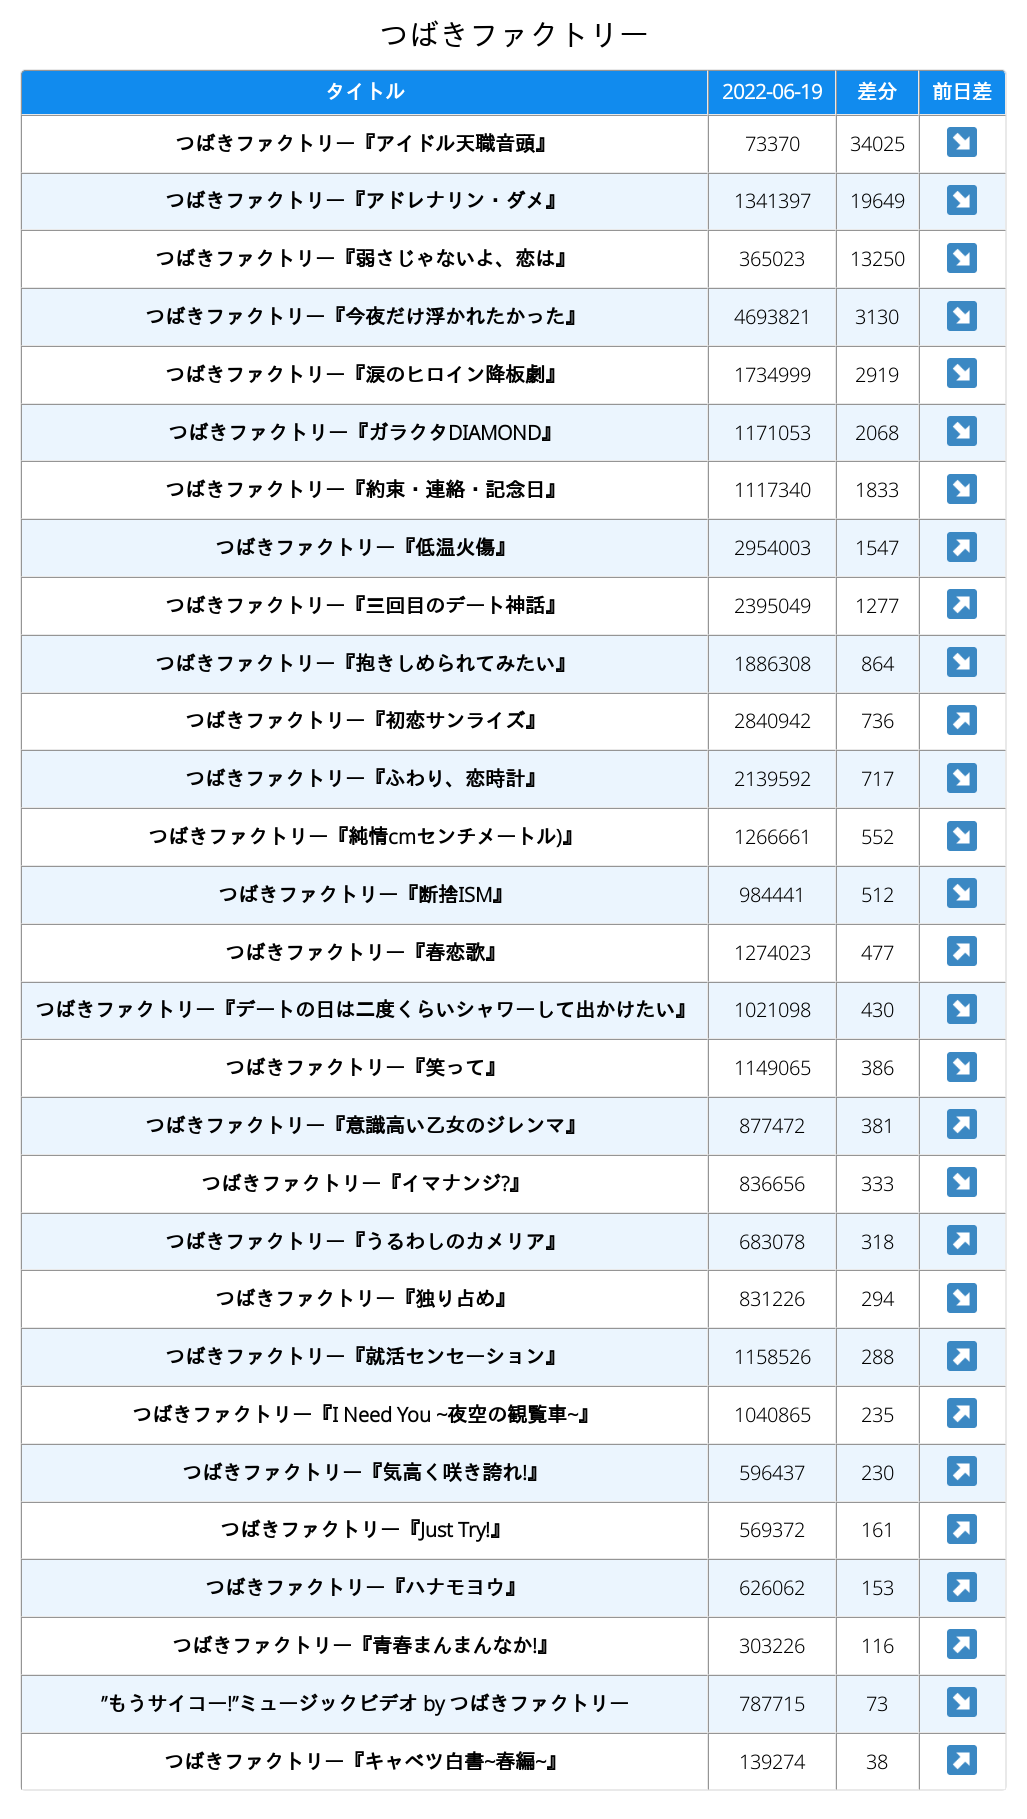 つばきファクトリー
タイトル 2022-06-19 差分 前日差
つばきファクトリー『アイドル天職音頭』 73370 34025 ↘
つばきファクトリー『アドレナリン・ダメ』 1341397 19649 ↘
つばきファクトリー『弱さじゃないよ、恋は』 365023 13250 ↘
つばきファクトリー『今夜だけ浮かれたかった』 4693821 3130 ↘
つばきファクトリー『涙のヒロイン降板劇』 1734999 2919 ↘
つばきファクトリー『ガラクタDIAMOND』 1171053 2068 ↘
つばきファクトリー『約束・連絡・記念日』 1117340 1833 ↘
つばきファクトリー『低温火傷』 2954003 1547 ↗
つばきファクトリー『三回目のデート神話』 2395049 1277 ↗
つばきファクトリー『抱きしめられてみたい』 1886308 864 ↘
つばきファクトリー『初恋サンライズ』 2840942 736 ↗
つばきファクトリー『ふわり、恋時計』 2139592 717 ↘
つばきファクトリー『純情cmセンチメートル)』 1266661 552 ↘
つばきファクトリー『断捨ISM』 984441 512 ↘
つばきファクトリー『春恋歌』 1274023 477 ↗
つばきファクトリー『デートの日は二度くらいシャワーして出かけたい』 1021098 430 ↘
つばきファクトリー『笑って』 1149065 386 ↘
つばきファクトリー『意識高い乙女のジレンマ』 877472 381 ↗
つばきファクトリー『イマナンジ?』 836656 333 ↘
つばきファクトリー『うるわしのカメリア』 683078 318 ↗
つばきファクトリー『独り占め』 831226 294 ↘
つばきファクトリー『就活センセーション』 1158526 288 ↗
つばきファクトリー『I Need You ~夜空の観覧車~』 1040865 235 ↗
つばきファクトリー『気高く咲き誇れ!』 596437 230 ↗
つばきファクトリー『Just Try!』 569372 161 ↗
つばきファクトリー『ハナモヨウ』 626062 153 ↗
つばきファクトリー『青春まんまんなか!』 303226 116 ↗
”もうサイコー!”ミュージックビデオ by つばきファクトリー 787715 73 ↘
つばきファクトリー『キャベツ白書~春編~』 139274 38 ↗